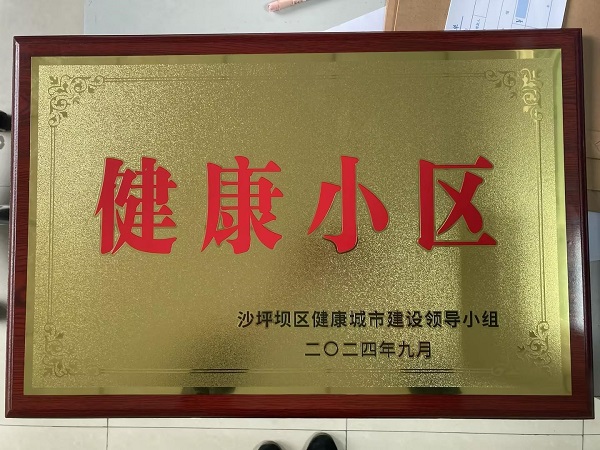 健康小区
沙坪坝区健康城市建设领导小组
二〇二四年九月